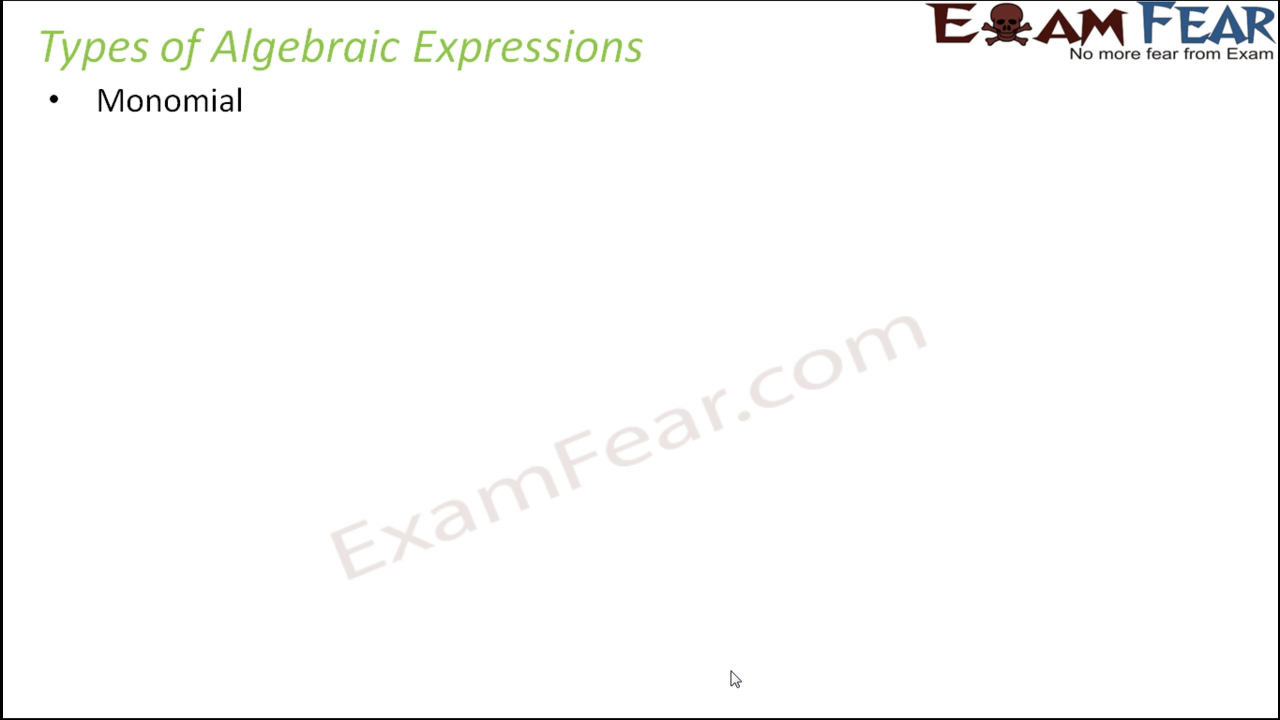 Types of Algebraic Expressions
EXAM FEAR
No more fear from Exam
• Monomial
ExamFear.com